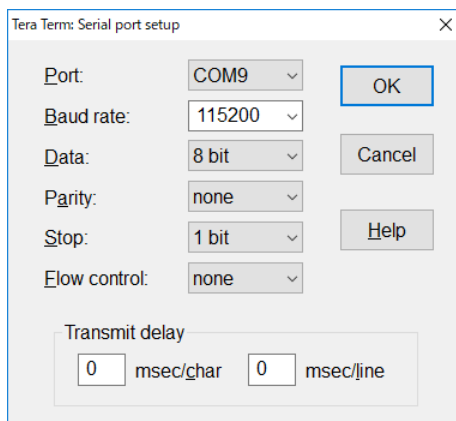 Tera Term: Serial port setup
Port: COM9
OK
Baud rate: 115200
Data: 8 bit
Cancel
Parity: none
Stop: 1 bit
Help
Flow control: none
Transmit delay
0 msec/char 0 msec/line